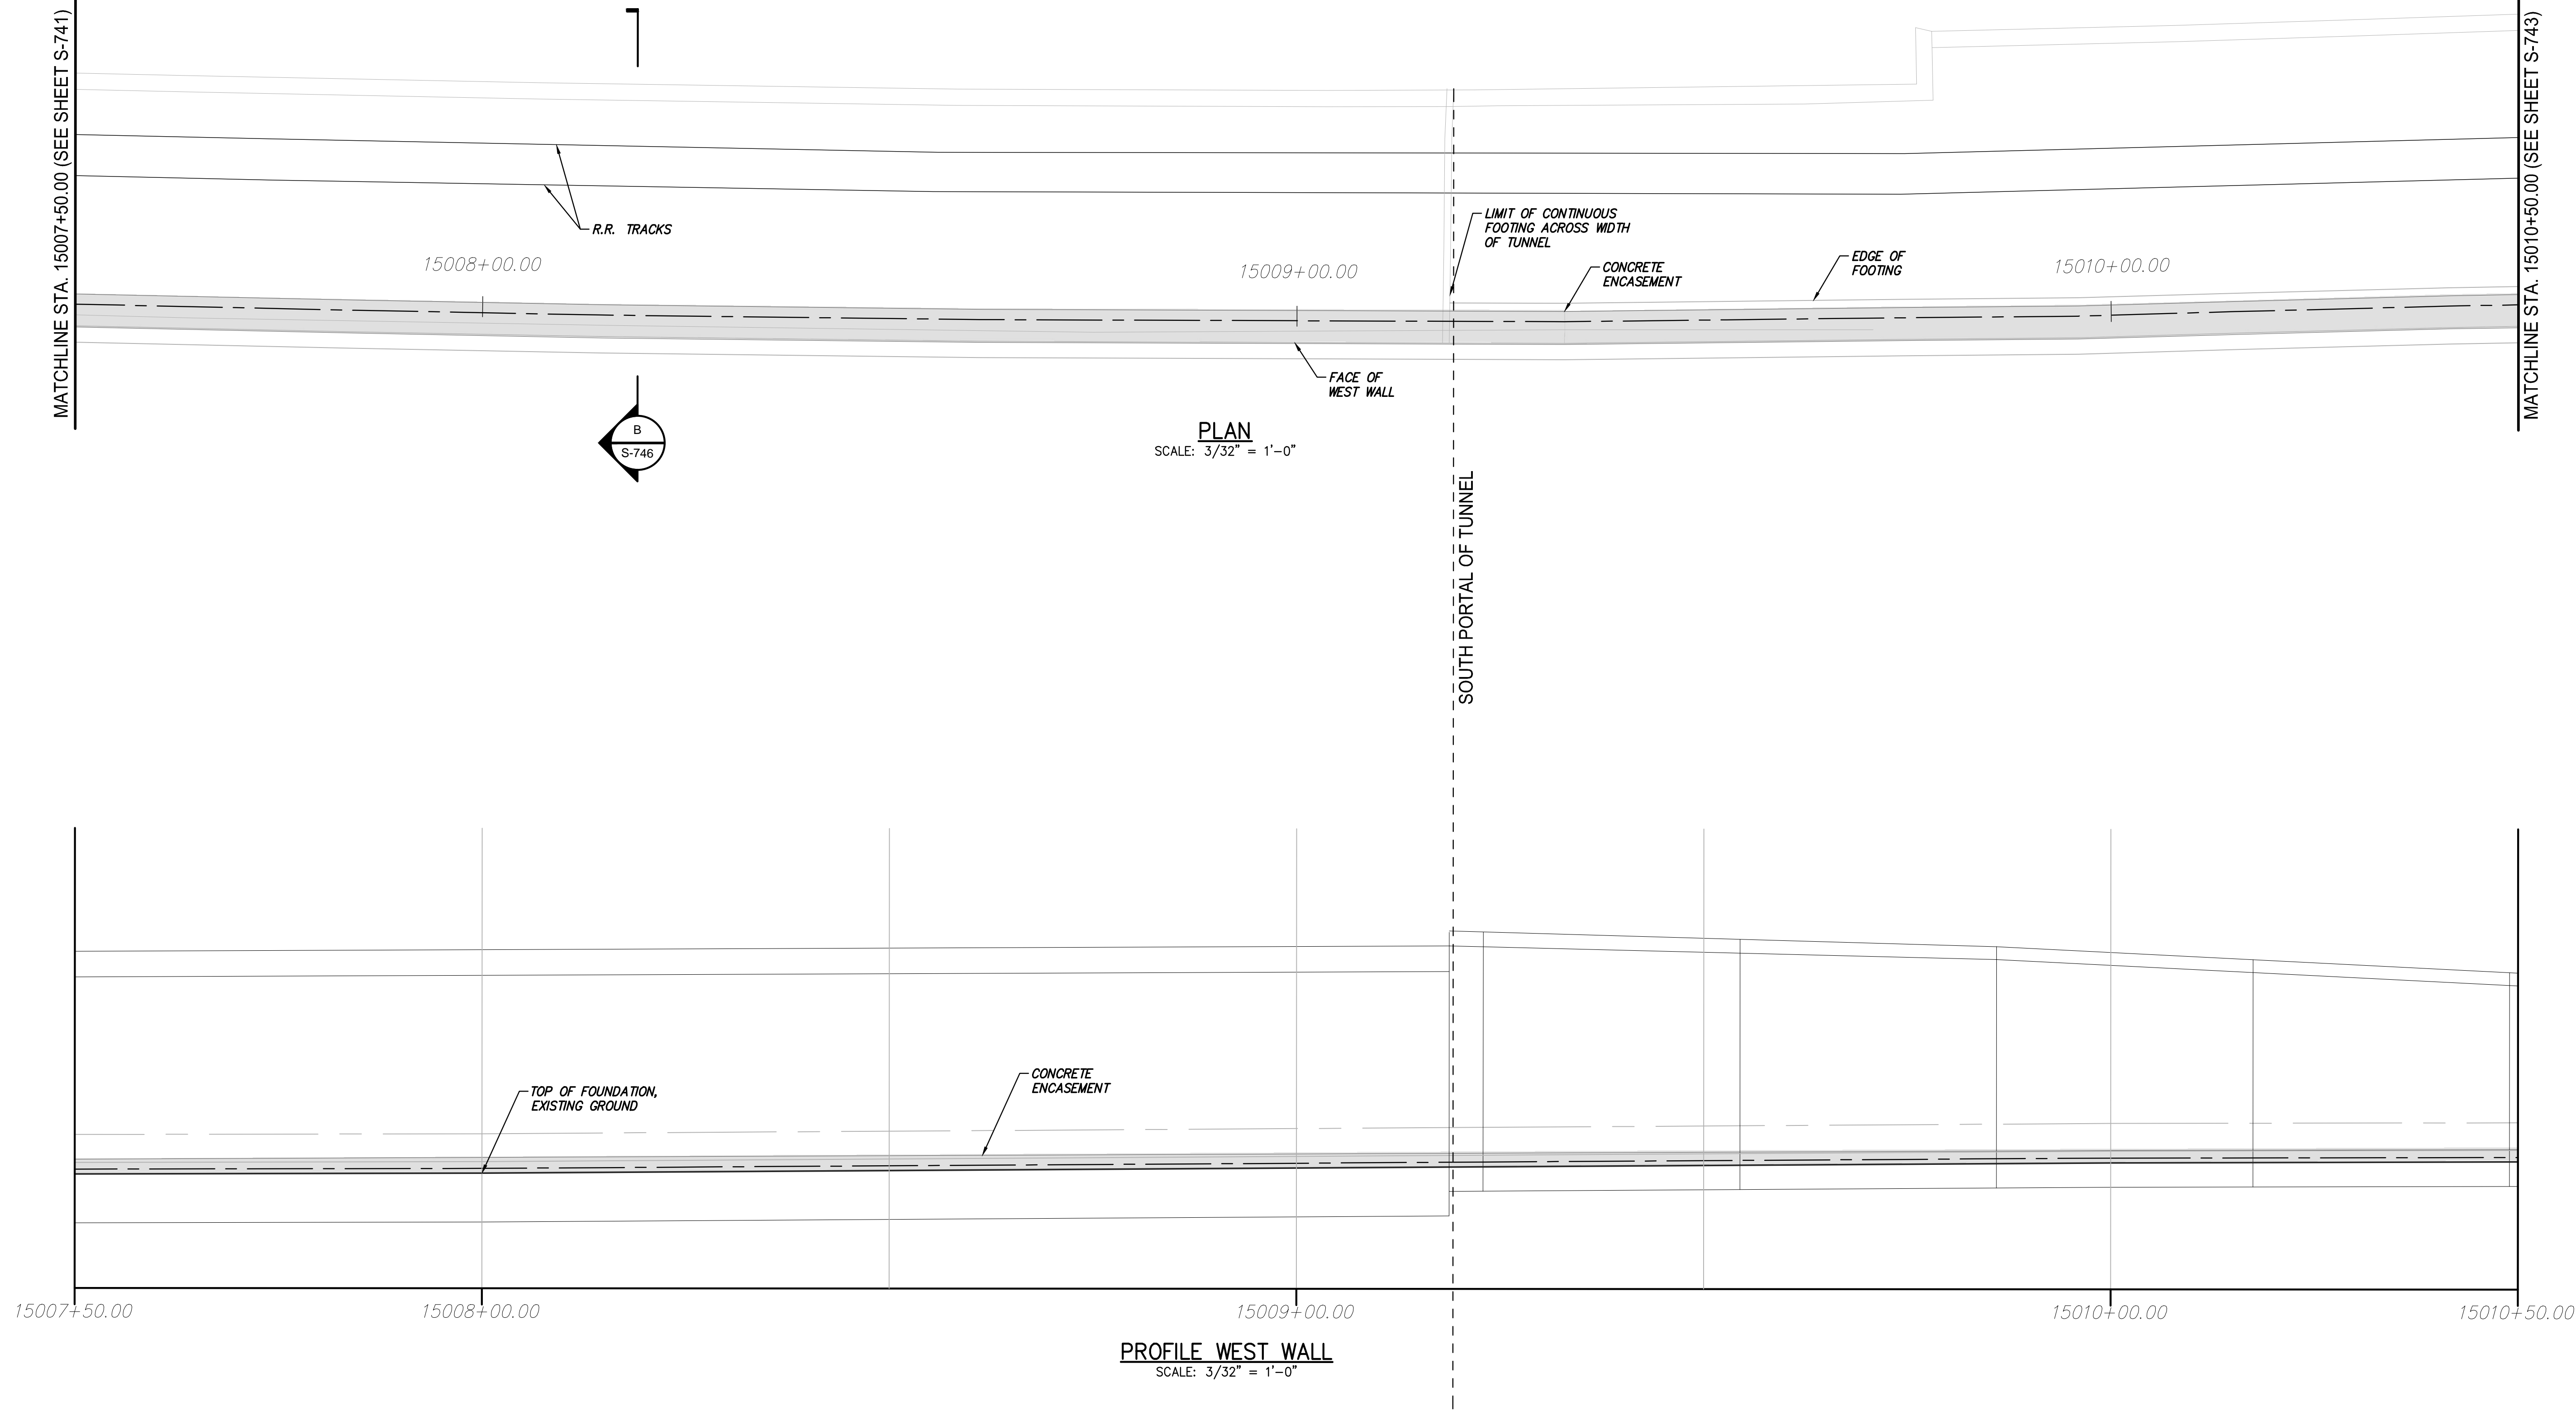 MATCHLINE STA. 15007+50.00 (SEE SHEET S-741)
MATCHLINE STA. 15010+50.00 (SEE SHEET S-743)
R.R. TRACKS
LIMIT OF CONTINUOUS
FOOTING ACROSS WIDTH
OF TUNNEL
CONCRETE
ENCASEMENT
EDGE OF
FOOTING
15008+00.00
15009+00.00
15010+00.00
FACE OF
WEST WALL
B
S-746
PLAN
SCALE: 3/32" = 1'-0"
SOUTH PORTAL OF TUNNEL
TOP OF FOUNDATION,
EXISTING GROUND
CONCRETE
ENCASEMENT
15007+50.00
15008+00.00
15009+00.00
15010+00.00
15010+50.00
PROFILE WEST WALL
SCALE: 3/32" = 1'-0"